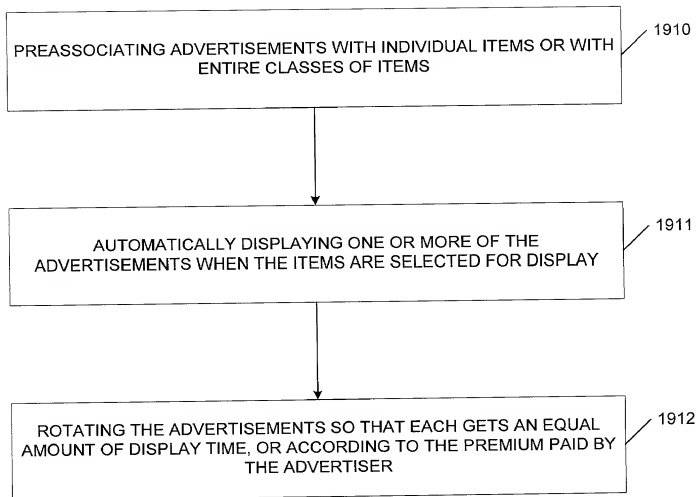 PREASSOCIATING ADVERTISEMENTS WITH INDIVIDUAL ITEMS OR WITH
ENTIRE CLASSES OF ITEMS
1910
AUTOMATICALLY DISPLAYING ONE OR MORE OF THE
ADVERTISEMENTS WHEN THE ITEMS ARE SELECTED FOR DISPLAY
1911
ROTATING THE ADVERTISEMENTS SO THAT EACH GETS AN EQUAL
AMOUNT OF DISPLAY TIME, OR ACCORDING TO THE PREMIUM PAID BY
THE ADVERTISER
1912